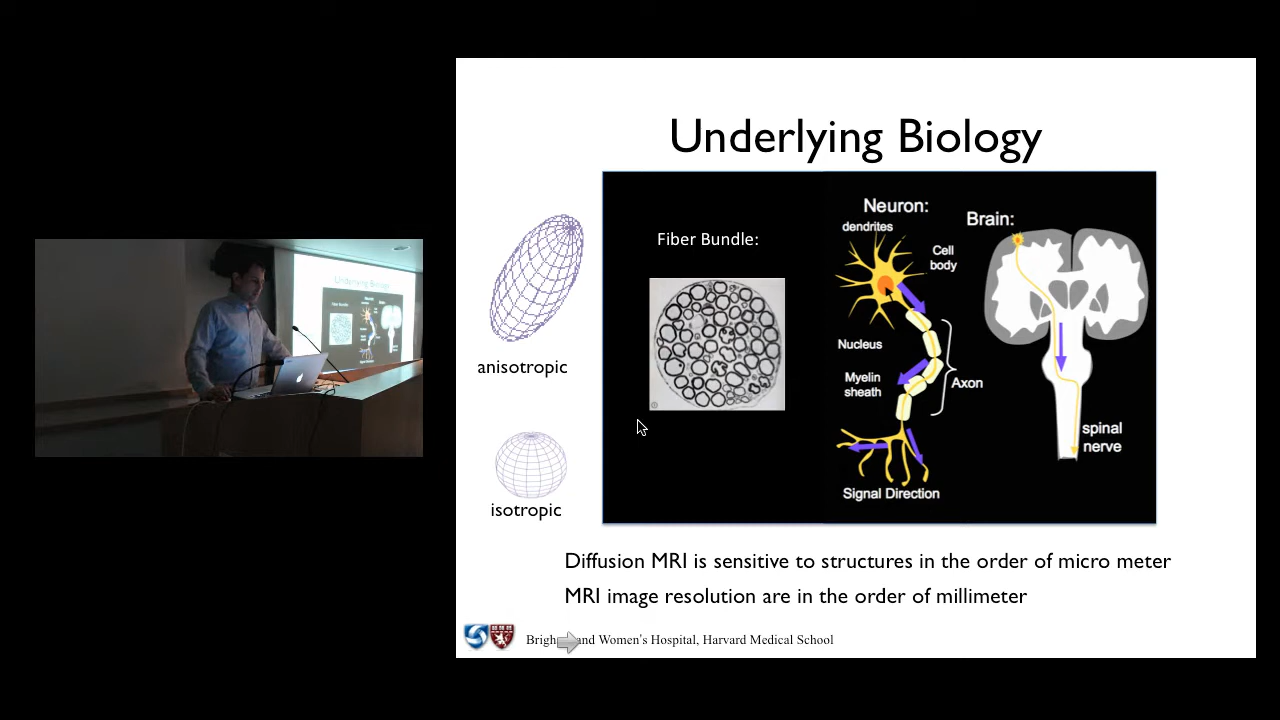 Underlying Biology
anisotropic
isotropic
Fiber Bundle:
Neuron:
dendrites
Cell
body
Nucleus
Myelin
sheath
Axon
Signal Direction
Brain:
spinal
nerve
Diffusion MRI is sensitive to structures in the order of micro meter
MRI image resolution are in the order of millimeter
and Women's Hospital, Harvard Medical School
Underlying Biology